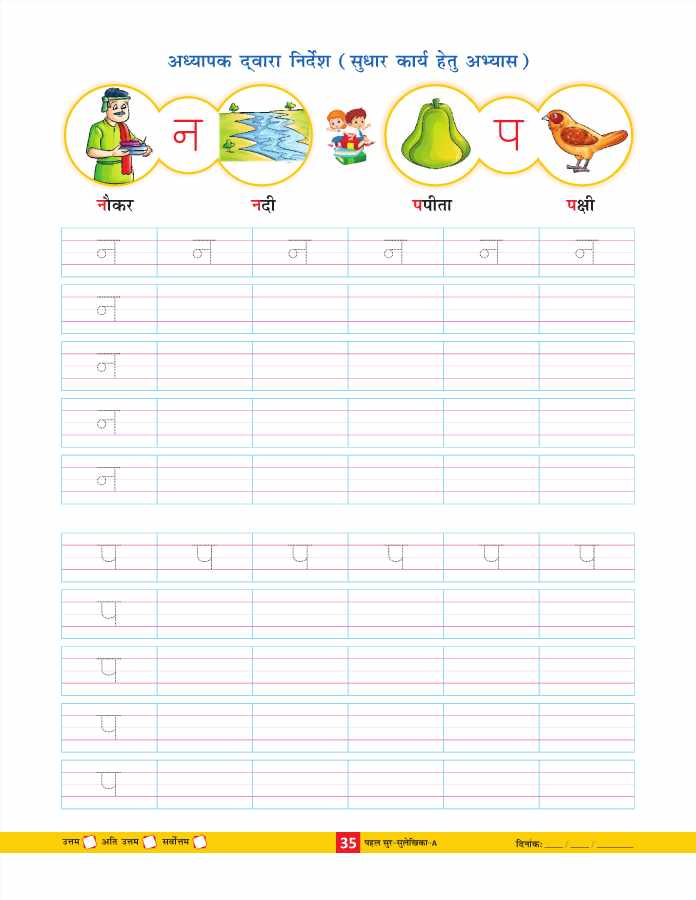 अध्यापक द्वारा निर्देश ( सुधार कार्य हेतु अभ्यास )
न प
नौकर नदी पपीता पक्षी
न न न न न न
न
न
न
न
प प प प प प
प
प
प
प
उत्तम अति उत्तम सर्वोत्तम 35 पहल सुर-सुलेखिका-A दिनांक: ____ / ____ / ________